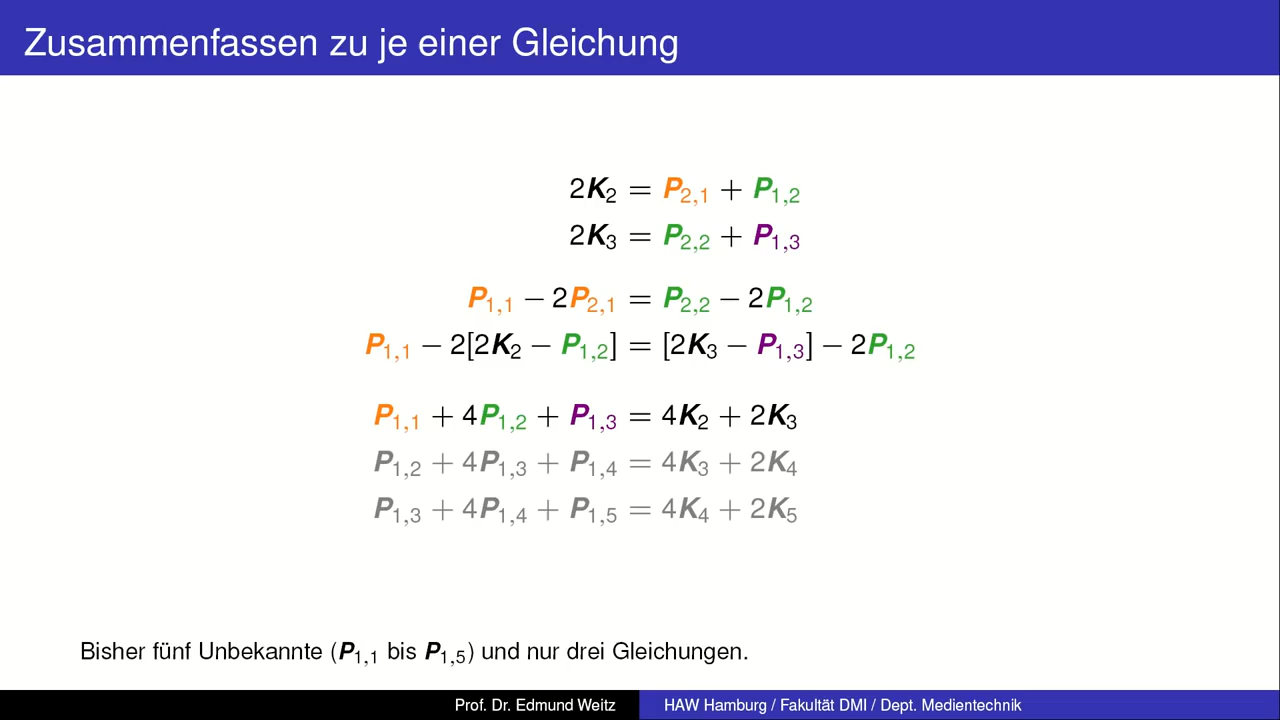 Zusammenfassen zu je einer Gleichung
2K₂ = P₂,₁ + P₁,₂
2K₃ = P₂,₂ + P₁,₃
P₁,₁ − 2P₂,₁ = P₂,₂ − 2P₁,₂
P₁,₁ − 2[2K₂ − P₁,₂] = [2K₃ − P₁,₃] − 2P₁,₂
P₁,₁ + 4P₁,₂ + P₁,₃ = 4K₂ + 2K₃
P₁,₂ + 4P₁,₃ + P₁,₄ = 4K₃ + 2K₄
P₁,₃ + 4P₁,₄ + P₁,₅ = 4K₄ + 2K₅
Bisher fünf Unbekannte (P₁,₁ bis P₁,₅) und nur drei Gleichungen.
Prof. Dr. Edmund Weitz HAW Hamburg / Fakultät DMI / Dept. Medientechnik